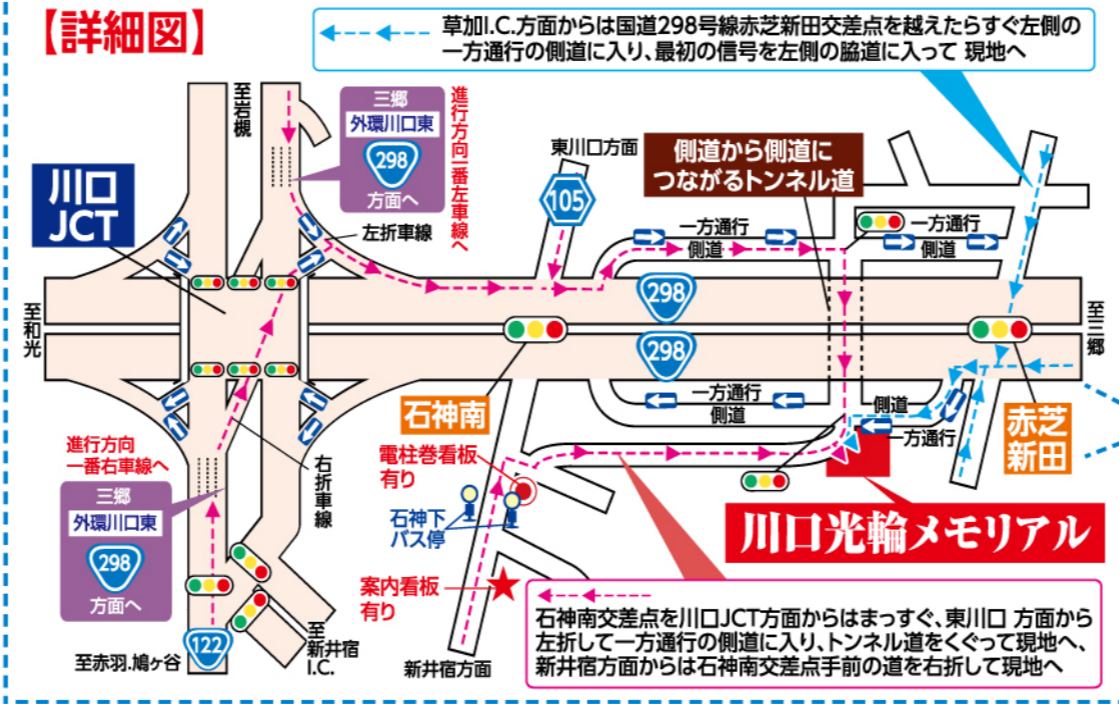 【詳細図】
草加I.C.方面からは国道298号線赤芝新田交差点を越えたらすぐ左側の
一方通行の側道に入り、最初の信号を左側の脇道に入って 現地へ
至岩槻
三郷
外環川口東
298
方面へ
進行方向一番左車線へ
川口
JCT
左折車線
東川口方面
105
側道から側道に
つながるトンネル道
一方通行
側道
一方通行
側道
至和光
298
298
至三郷
石神南
一方通行
側道
側道
一方通行
赤芝
新田
進行方向
一番右車線へ
三郷
外環川口東
298
方面へ
右折車線
電柱巻看板
有り
石神下
バス停
川口光輪メモリアル
案内看板
有り
122
至赤羽.鳩ヶ谷
至新井宿
I.C.
新井宿方面
石神南交差点を川口JCT方面からはまっすぐ、東川口 方面から
左折して一方通行の側道に入り、トンネル道をくぐって現地へ、
新井宿方面からは石神南交差点手前の道を右折して現地へ